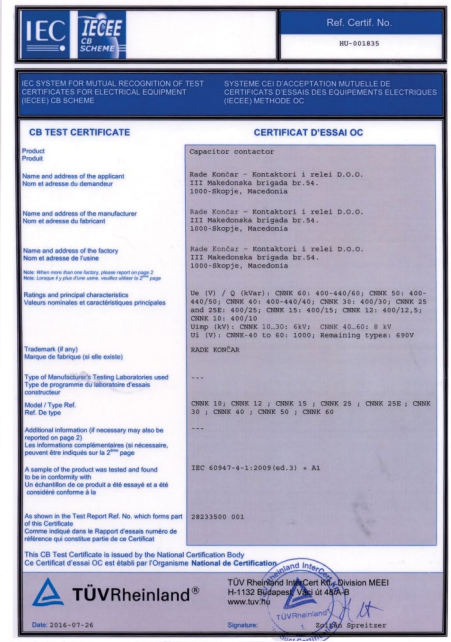 IEC IECEE
CB
SCHEME
Ref. Certif. No.
HU-001835
IEC SYSTEM FOR MUTUAL RECOGNITION OF TEST
CERTIFICATES FOR ELECTRICAL EQUIPMENT
(IECEE) CB SCHEME
SYSTEME CEI D'ACCEPTATION MUTUELLE DE
CERTIFICATS D'ESSAIS DES EQUIPEMENTS ELECTRIQUES
(IECEE) METHODE OC
CB TEST CERTIFICATE
CERTIFICAT D'ESSAI OC
Product
Produit
Capacitor contactor
Name and address of the applicant
Nom et adresse du demandeur
Rade Končar - Kontaktori i relei D.O.O.
III Makedonska brigada br.54.
1000-Skopje, Macedonia
Name and address of the manufacturer
Nom et adresse du fabricant
Rade Končar - Kontaktori i relei D.O.O.
III Makedonska brigada br.54.
1000-Skopje, Macedonia
Name and address of the factory
Nom et adresse de l'usine
Rade Končar - Kontaktori i relei D.O.O.
III Makedonska brigada br.54.
1000-Skopje, Macedonia
Note: When more than one factory, please report on page 2
Note: Lorsque il y plus d'une usine, veuillez utiliser la 2ème page
Ratings and principal characteristics
Valeurs nominales et caractéristiques principales
Ue (V) / Q (kVar): CNNK 60: 400-440/60; CNNK 50: 400-
440/50; CNNK 40: 400-440/40; CNNK 30: 400/30; CNNK 25
and 25E: 400/25; CNNK 15: 400/15; CNNK 12: 400/12,5;
CNNK 10: 400/10
Uimp (kV): CNNK 10…30: 6kV; CNNK 40…60: 8 kV
Ui (V): CNNK-40 to 60: 1000; Remaining types: 690V
Trademark (if any)
Marque de fabrique (si elle existe)
RADE KONČAR
Type of Manufacturer's Testing Laboratories used
Type de programme du laboratoire d'essais
constructeur
---
Model / Type Ref.
Ref. De type
CNNK 10; CNNK 12 ; CNNK 15 ; CNNK 25 ; CNNK 25E ; CNNK
30 ; CNNK 40 ; CNNK 50 ; CNNK 60
Additional information (if necessary may also be
reported on page 2)
Les informations complémentaires (si nécessaire,
peuvent être indiqués sur la 2ème page
---
A sample of the product was tested and found
to be in conformity with
Un échantillon de ce produit a été essayé et a été
considéré conforme à la
IEC 60947-4-1:2009(ed.3) + A1
As shown in the Test Report Ref. No. which forms part
of this Certificate
Comme indiqué dans le Rapport d'essais numéro de
référence qui constitue partie de ce Certificat
28233500 001
This CB Test Certificate is issued by the National Certification Body
Ce Certificat d'essai OC est établi par l'Organisme National de Certification
TÜVRheinland®
TÜV Rheinland InterCert Kft., Division MEEI
H-1132 Budapest, Váci út 48/A-B
www.tuv.hu
TÜVRheinland
Date: 2016-07-26
Signature:
Zoltán Spreitzer